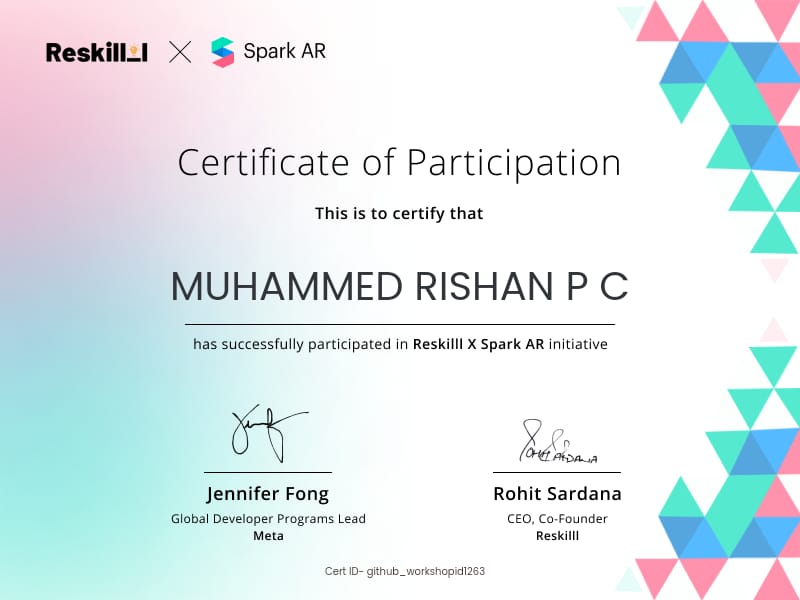 Reskilll X Spark AR
Certificate of Participation
This is to certify that
MUHAMMED RISHAN P C
has successfully participated in Reskilll X Spark AR initiative
Jennifer Fong
Global Developer Programs Lead
Meta
Rohit Sardana
CEO, Co-Founder
Reskilll
Cert ID- github_workshopid1263